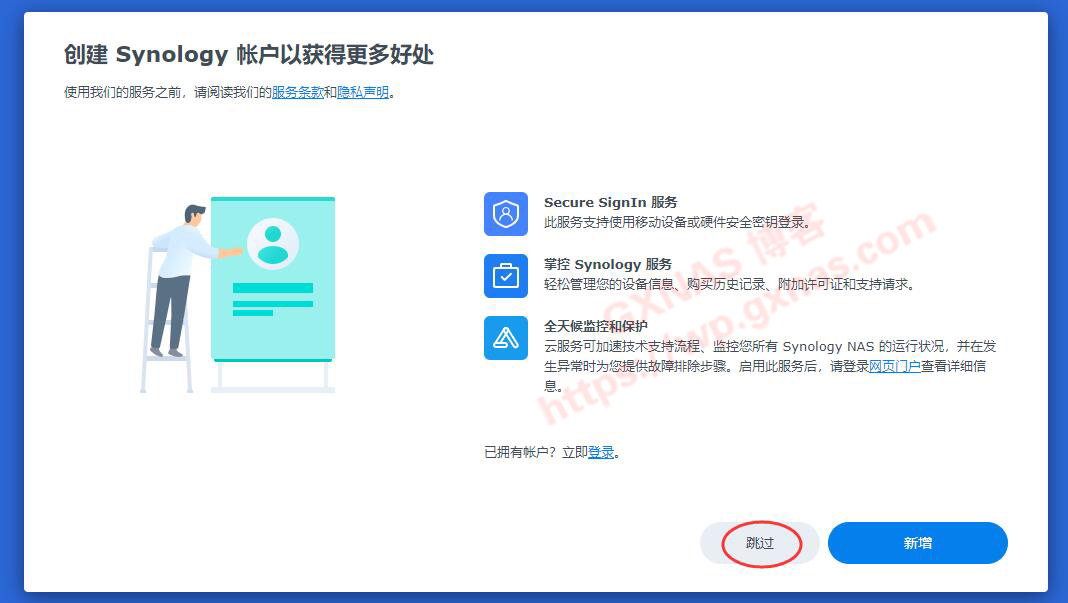 创建 Synology 帐户以获得更多好处
使用我们的服务之前，请阅读我们的服务条款和隐私声明。
Secure SignIn 服务
此服务支持使用移动设备或硬件安全密钥登录。
掌控 Synology 服务
轻松管理您的设备信息、购买历史记录、附加许可证和支持请求。
全天候监控和保护
云服务可加速技术支持流程、监控您所有 Synology NAS 的运行状况，并在发
生异常时为您提供故障排除步骤。启用此服务后，请登录网页门户查看详细信
息。
GXNAS 博客
https://wp.gxnas.com
已拥有帐户？立即登录。
跳过
新增